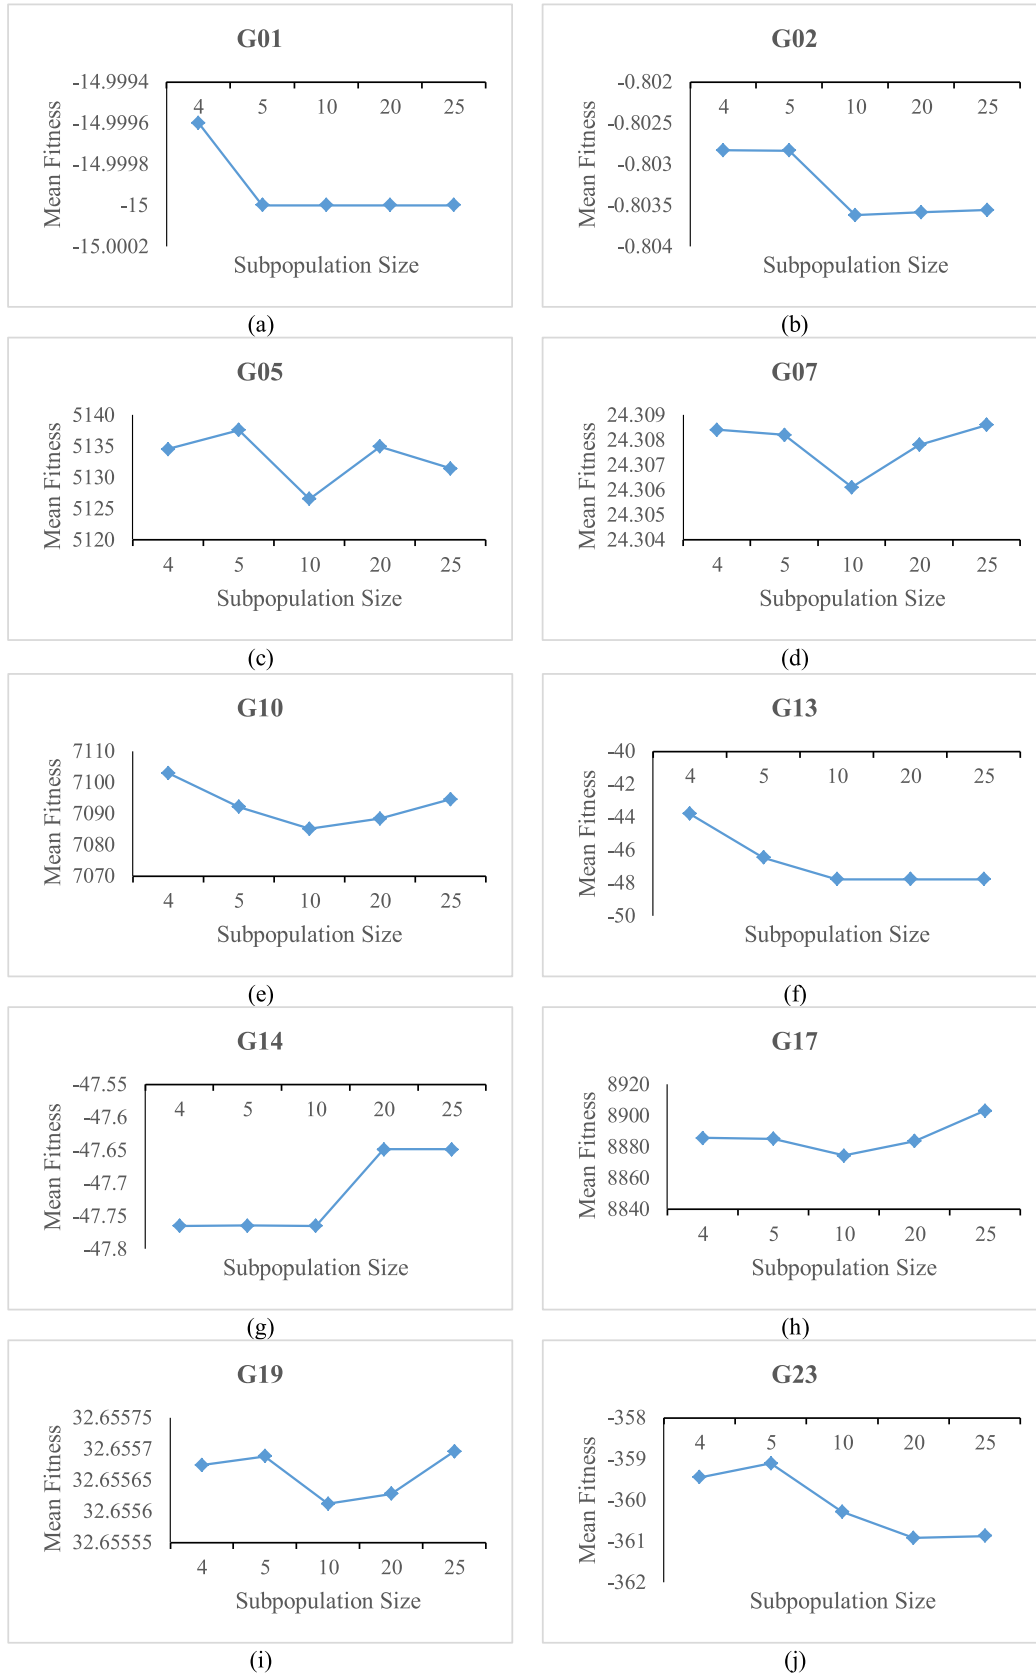 G01
Mean Fitness
-14.9994
-14.9996
-14.9998
-15
-15.0002
4 5 10 20 25
Subpopulation Size
(a)
G02
Mean Fitness
-0.802
-0.8025
-0.803
-0.8035
-0.804
4 5 10 20 25
Subpopulation Size
(b)
G05
Mean Fitness
5140
5135
5130
5125
5120
4 5 10 20 25
Subpopulation Size
(c)
G07
Mean Fitness
24.309
24.308
24.307
24.306
24.305
24.304
4 5 10 20 25
Subpopulation Size
(d)
G10
Mean Fitness
7110
7100
7090
7080
7070
4 5 10 20 25
Subpopulation Size
(e)
G13
Mean Fitness
-40
-42
-44
-46
-48
-50
4 5 10 20 25
Subpopulation Size
(f)
G14
Mean Fitness
-47.55
-47.6
-47.65
-47.7
-47.75
-47.8
4 5 10 20 25
Subpopulation Size
(g)
G17
Mean Fitness
8920
8900
8880
8860
8840
4 5 10 20 25
Subpopulation Size
(h)
G19
Mean Fitness
32.65575
32.6557
32.65565
32.6556
32.65555
4 5 10 20 25
Subpopulation Size
(i)
G23
Mean Fitness
-358
-359
-360
-361
-362
4 5 10 20 25
Subpopulation Size
(j)